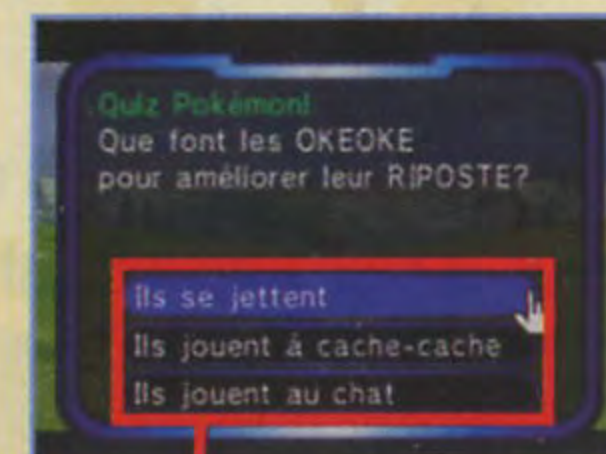 Quiz Pokémon!
Que font les OKEOKE
pour améliorer leur RIPOSTE?
Ils se jettent
Ils jouent à cache-cache
Ils jouent au chat